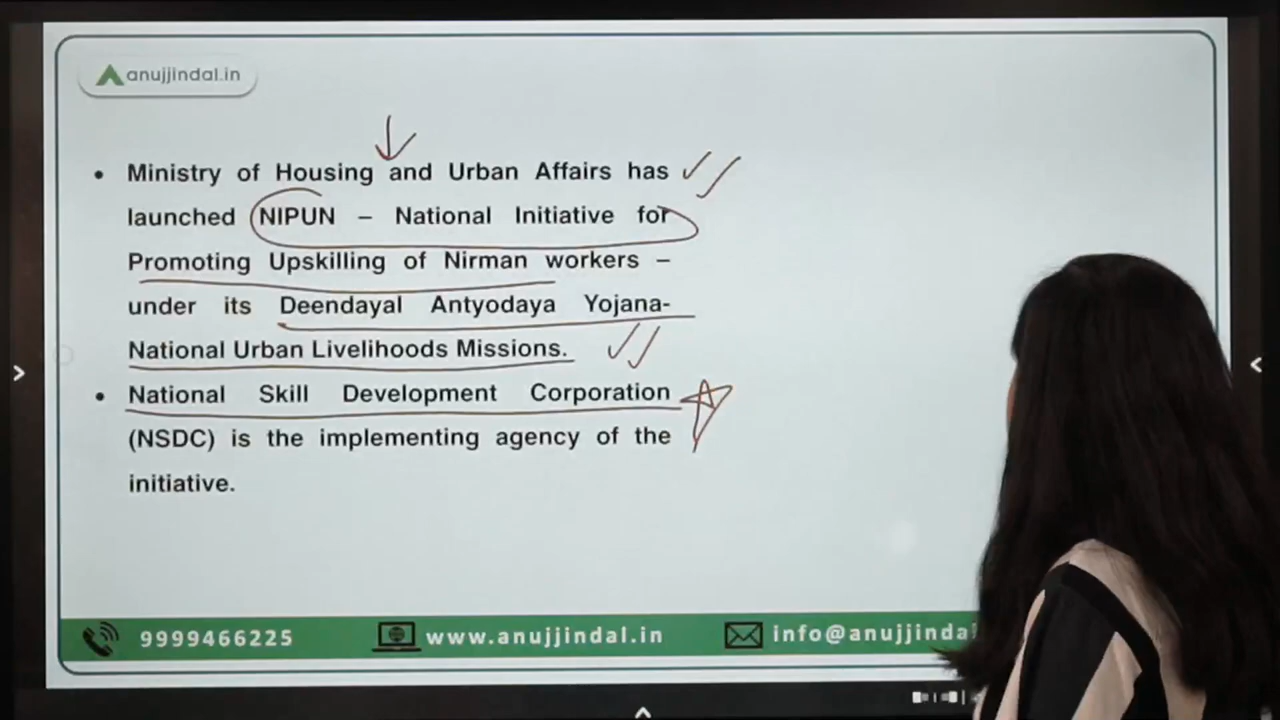 anujjindal.in
• Ministry of Housing and Urban Affairs has
launched NIPUN – National Initiative for
Promoting Upskilling of Nirman workers –
under its Deendayal Antyodaya Yojana-
National Urban Livelihoods Missions.
• National Skill Development Corporation
(NSDC) is the implementing agency of the
initiative.
9999466225 www.anujjindal.in info@anujjinda